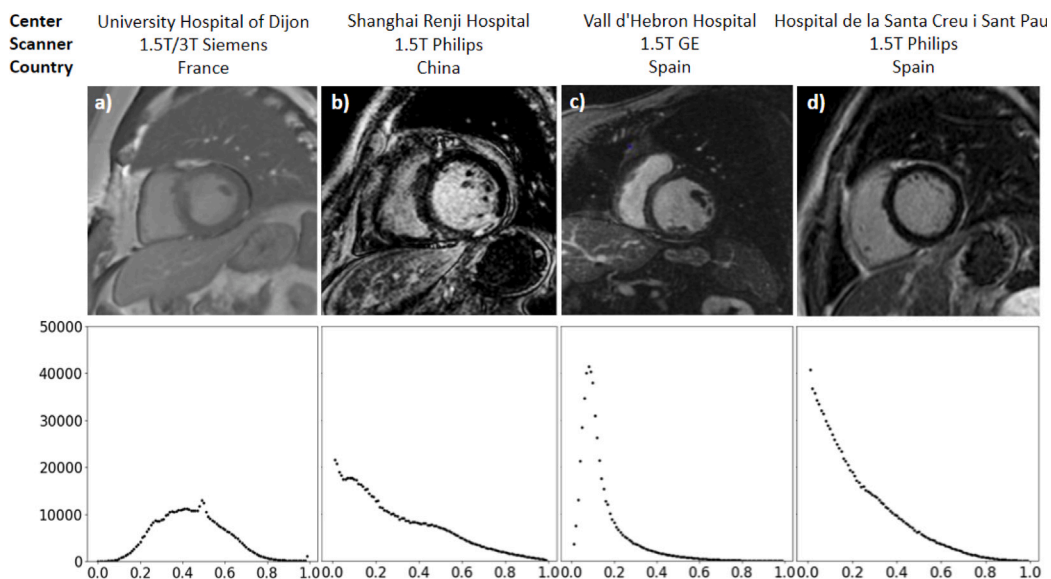 Center University Hospital of Dijon Shanghai Renji Hospital Vall d'Hebron Hospital Hospital de la Santa Creu i Sant Pau
Scanner 1.5T/3T Siemens 1.5T Philips 1.5T GE 1.5T Philips
Country France China Spain Spain
a) b) c) d)
50000
40000
30000
20000
10000
0
0.0 0.2 0.4 0.6 0.8 1.0 0.0 0.2 0.4 0.6 0.8 1.0 0.0 0.2 0.4 0.6 0.8 1.0 0.0 0.2 0.4 0.6 0.8 1.0